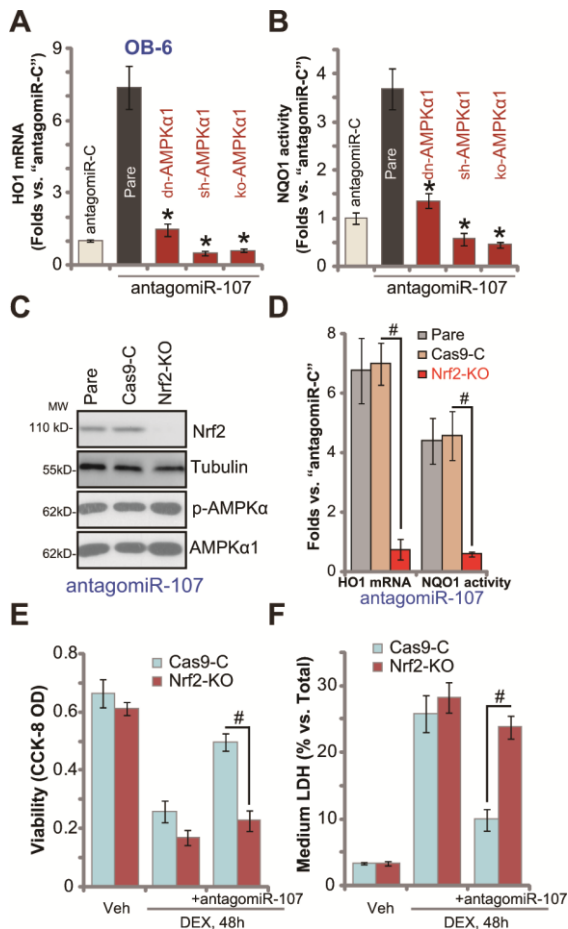 A
OB-6
HO1 mRNA
(Folds vs. “antagomiR-C”)
9
6
3
0
antagomiR-C
Pare
dn-AMPKα1
sh-AMPKα1
ko-AMPKα1
*
*
*
antagomiR-107
B
NQO1 activity
(Folds vs. “antagomiR-C”)
4
3
2
1
0
antagomiR-C
Pare
dn-AMPKα1
sh-AMPKα1
ko-AMPKα1
*
*
*
antagomiR-107
C
Pare
Cas9-C
Nrf2-KO
MW
110 kD-
Nrf2
55kD-
Tubulin
62kD-
p-AMPKα
62kD-
AMPKα1
antagomiR-107
D
Folds vs. “antagomiR-C”
8
6
4
2
0
Pare
Cas9-C
Nrf2-KO
#
#
HO1 mRNA
NQO1 activity
antagomiR-107
E
Viability (CCK-8 OD)
0.8
0.6
0.4
0.2
0
Cas9-C
Nrf2-KO
#
Veh
+antagomiR-107
DEX, 48h
F
Medium LDH (% vs. Total)
30
20
10
0
Cas9-C
Nrf2-KO
#
Veh
+antagomiR-107
DEX, 48h